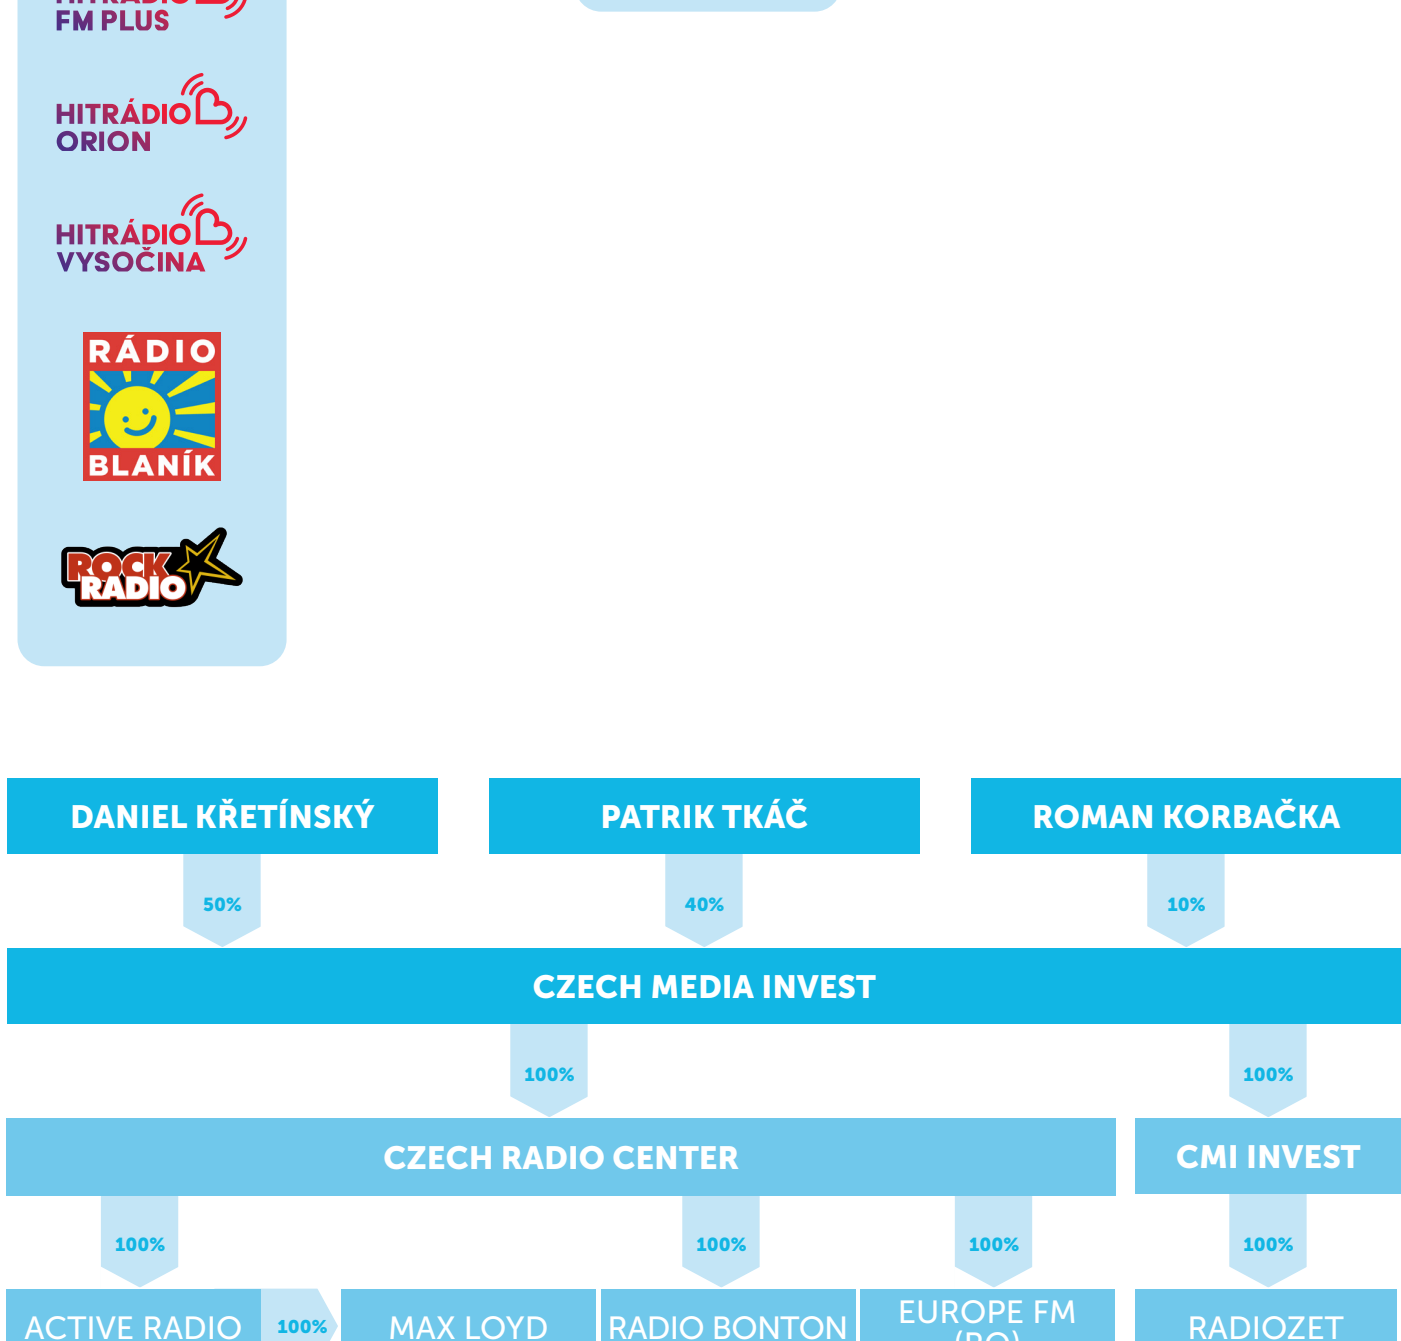 HITRÁDIO
FM PLUS
HITRÁDIO
ORION
HITRÁDIO
VYSOČINA
RÁDIO
BLANÍK
ROCK
RADIO
DANIEL KŘETÍNSKÝ
PATRIK TKÁČ
ROMAN KORBAČKA
50%
40%
10%
CZECH MEDIA INVEST
100%
100%
CZECH RADIO CENTER
CMI INVEST
100%
100%
100%
100%
ACTIVE RADIO
100%
MAX LOYD
RADIO BONTON
EUROPE FM
(RO)
RADIOZET